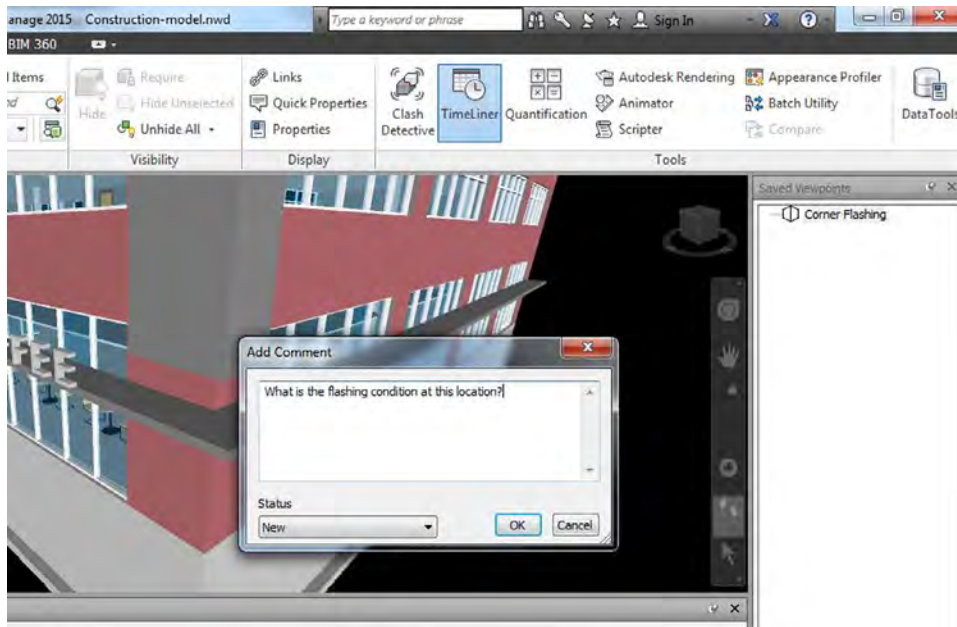 anage 2015 Construction-model.nwd Type a keyword or phrase Sign In
BIM 360
Items
Hide
Require
Hide Unselected
Unhide All
Links
Quick Properties
Properties
Clash
Detective
TimeLiner
Quantification
Autodesk Rendering
Animator
Scripter
Appearance Profiler
Batch Utility
Compare
DataTools
Visibility Display Tools
Saved Viewpoints
Corner Flashing
FEE
Add Comment
What is the flashing condition at this location?
Status
New
OK Cancel